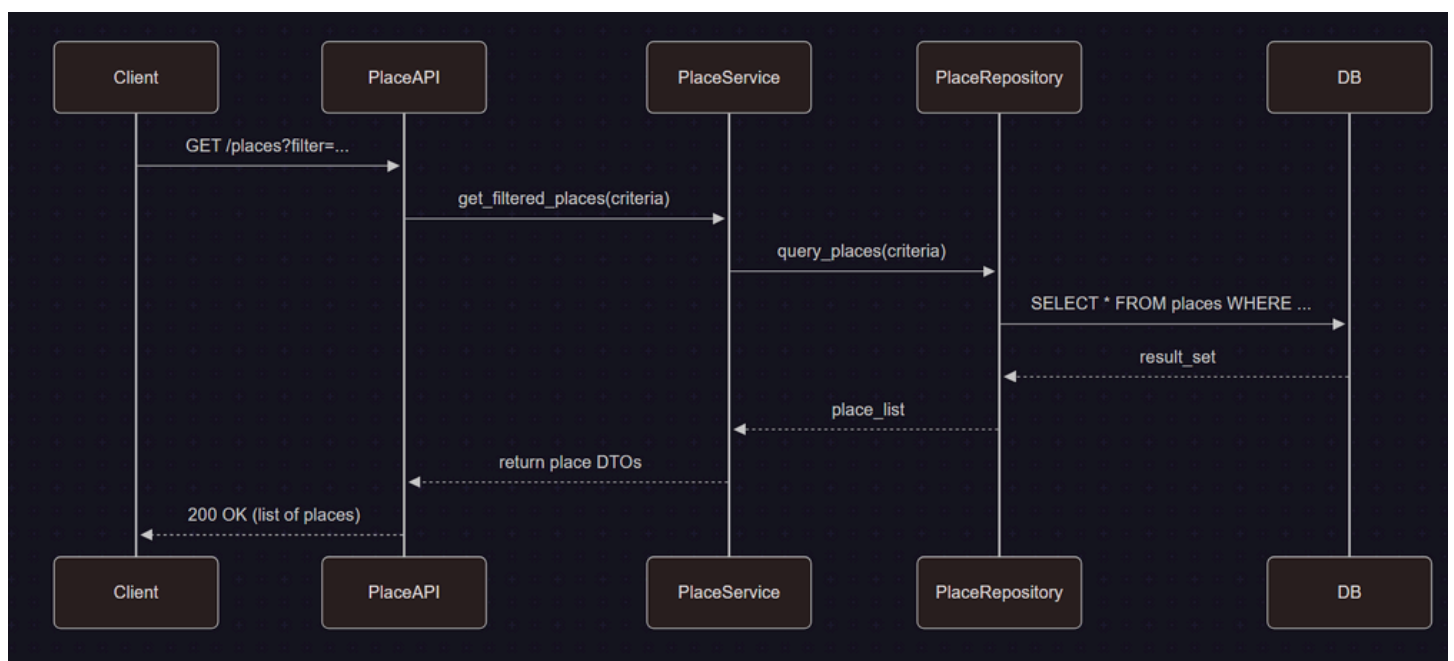 Client
PlaceAPI
PlaceService
PlaceRepository
DB
GET /places?filter=...
get_filtered_places(criteria)
query_places(criteria)
SELECT * FROM places WHERE ...
result_set
place_list
return place DTOs
200 OK (list of places)
Client
PlaceAPI
PlaceService
PlaceRepository
DB